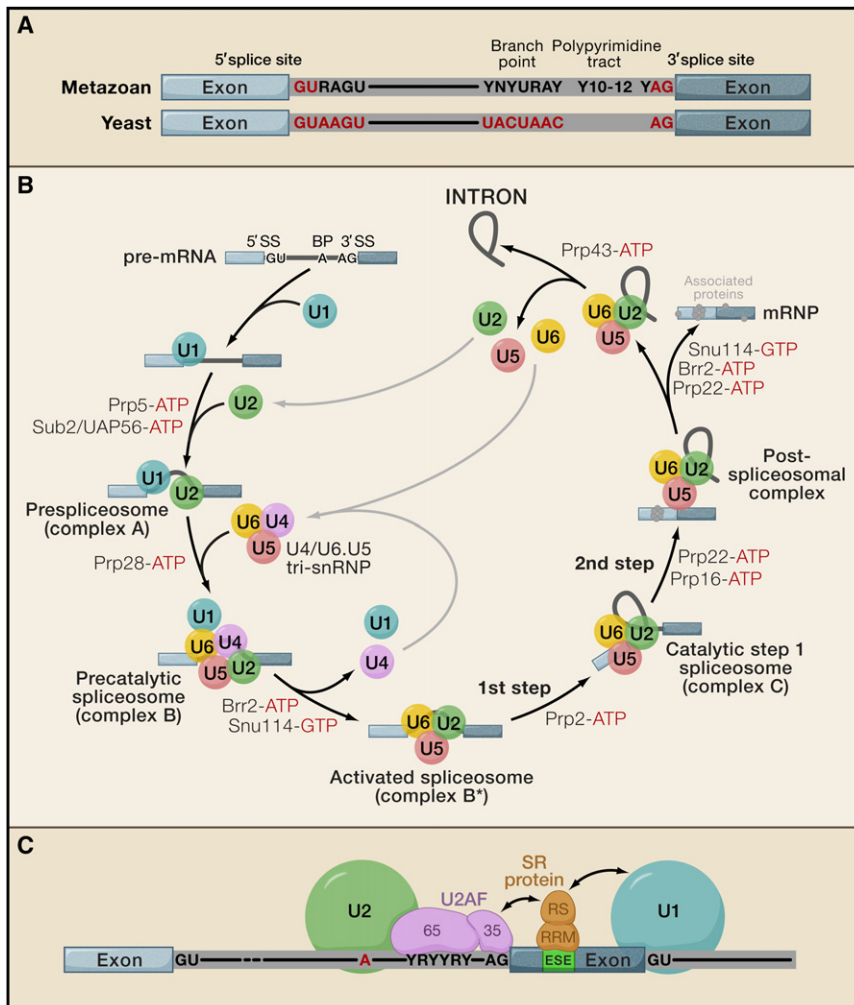 A
5′splice site
Branch point
Polypyrimidine tract
3′splice site
Metazoan Exon GURAGU YNYURAY Y10-12 YAG Exon
Yeast Exon GUAAGU UACUAAC AG Exon
B
INTRON
pre-mRNA
5′SS BP 3′SS
GU A AG
U1
U1
Prp5-ATP
Sub2/UAP56-ATP
U2
U1
U2
Prespliceosome
(complex A)
Prp28-ATP
U6 U4
U5
U4/U6.U5
tri-snRNP
U1
U6 U4
U5 U2
Precatalytic
spliceosome
(complex B)
U1
U4
Brr2-ATP
Snu114-GTP
U6 U2
U5
Activated spliceosome
(complex B*)
1st step
Prp2-ATP
U6 U2
U5
Catalytic step 1
spliceosome
(complex C)
2nd step
Prp22-ATP
Prp16-ATP
U6 U2
U5
Post-
spliceosomal
complex
Snu114-GTP
Brr2-ATP
Prp22-ATP
Associated
proteins
mRNP
U6 U2
U5
Prp43-ATP
U2
U5
U6
C
U2
U2AF
65
35
SR
protein
RS
RRM
U1
Exon GU A YRYYRY AG ESE Exon GU